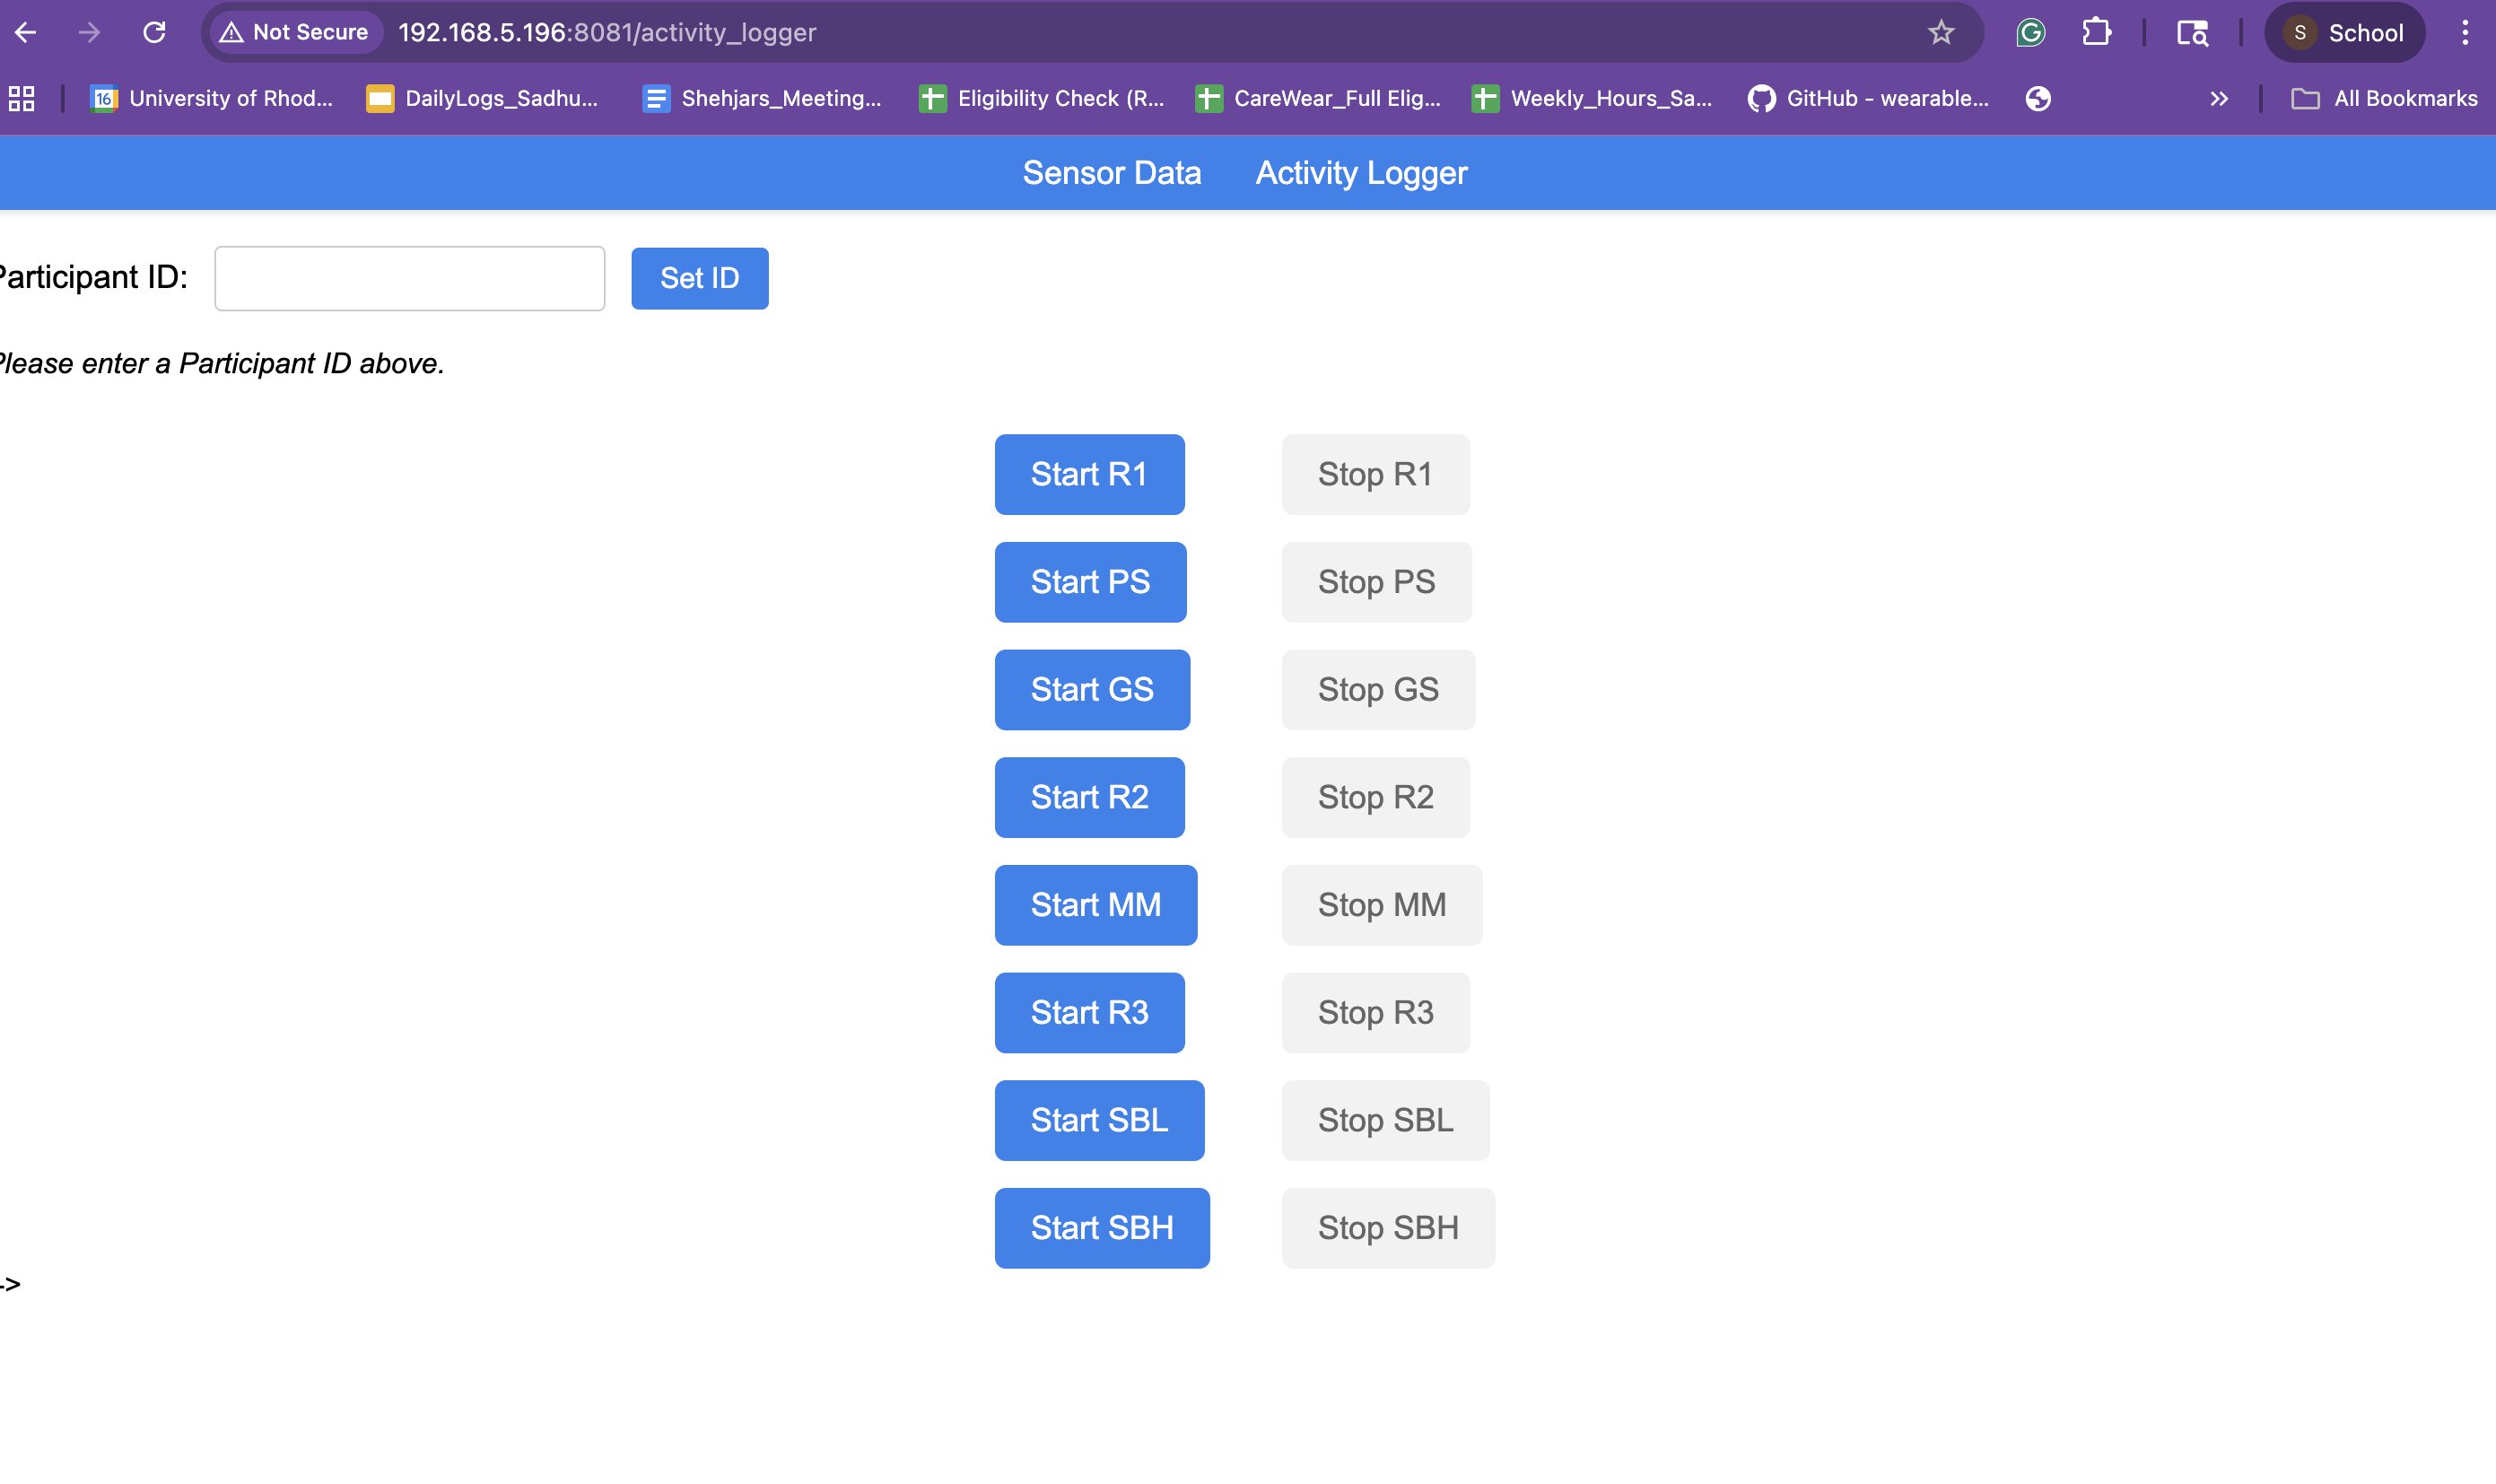 Not Secure 192.168.5.196:8081/activity_logger S School
16 University of Rhod... DailyLogs_Sadhu... Shehjars_Meeting... Eligibility Check (R... CareWear_Full Elig... Weekly_Hours_Sa... GitHub - wearable... >> All Bookmarks
Sensor Data Activity Logger
Participant ID: Set ID
Please enter a Participant ID above.
Start R1 Stop R1
Start PS Stop PS
Start GS Stop GS
Start R2 Stop R2
Start MM Stop MM
Start R3 Stop R3
Start SBL Stop SBL
Start SBH Stop SBH
->